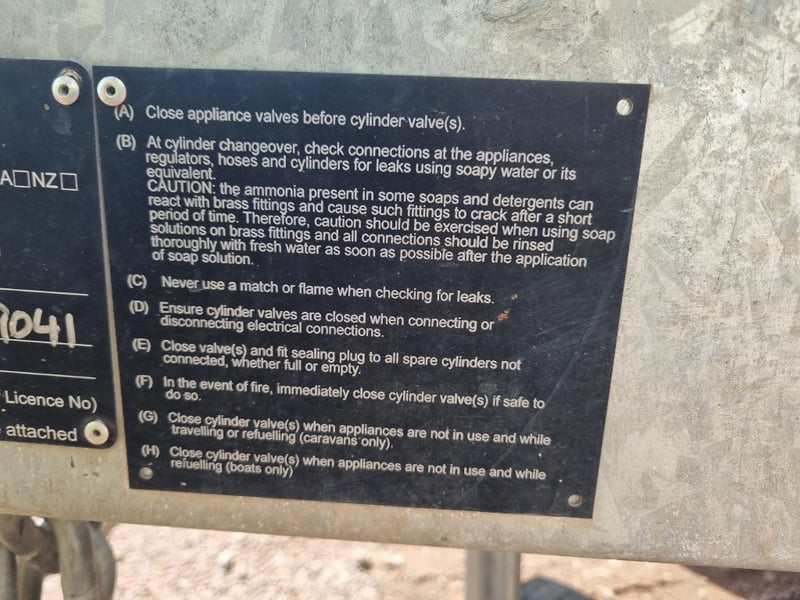 (A) Close appliance valves before cylinder valve(s).
(B) At cylinder changeover, check connections at the appliances,
regulators, hoses and cylinders for leaks using soapy water or its
equivalent.
CAUTION: the ammonia present in some soaps and detergents can
react with brass fittings and cause such fittings to crack after a short
period of time. Therefore, caution should be exercised when using soap
solutions on brass fittings and all connections should be rinsed
thoroughly with fresh water as soon as possible after the application
of soap solution.
(C) Never use a match or flame when checking for leaks.
(D) Ensure cylinder valves are closed when connecting or
disconnecting electrical connections.
(E) Close valve(s) and fit sealing plug to all spare cylinders not
connected, whether full or empty.
(F) In the event of fire, immediately close cylinder valve(s) if safe to
do so.
(G) Close cylinder valve(s) when appliances are not in use and while
travelling or refuelling (caravans only).
(H) Close cylinder valve(s) when appliances are not in use and while
refuelling (boats only)
A□NZ□
9041
Licence No)
attached